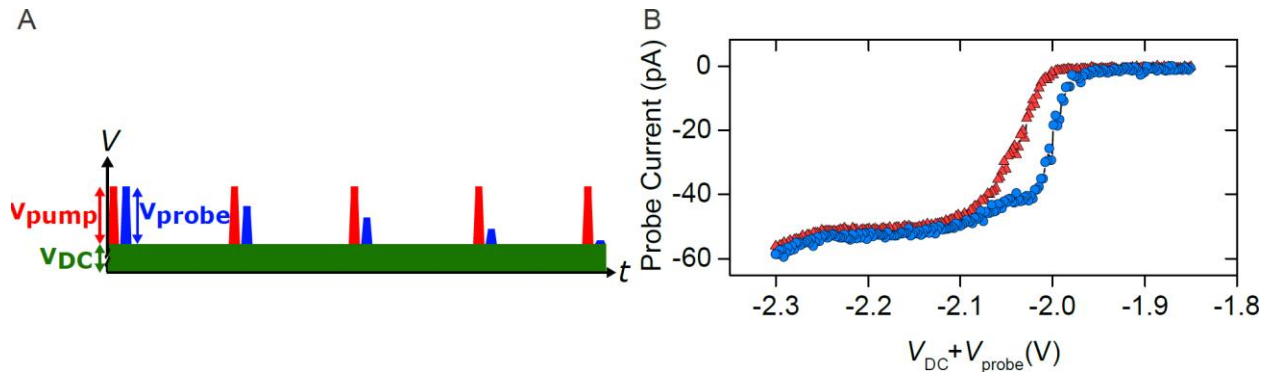 A
V
Vpump
Vprobe
VDC
t
B
Probe Current (pA)
0
-20
-40
-60
-2.3 -2.2 -2.1 -2.0 -1.9 -1.8
VDC+Vprobe(V)